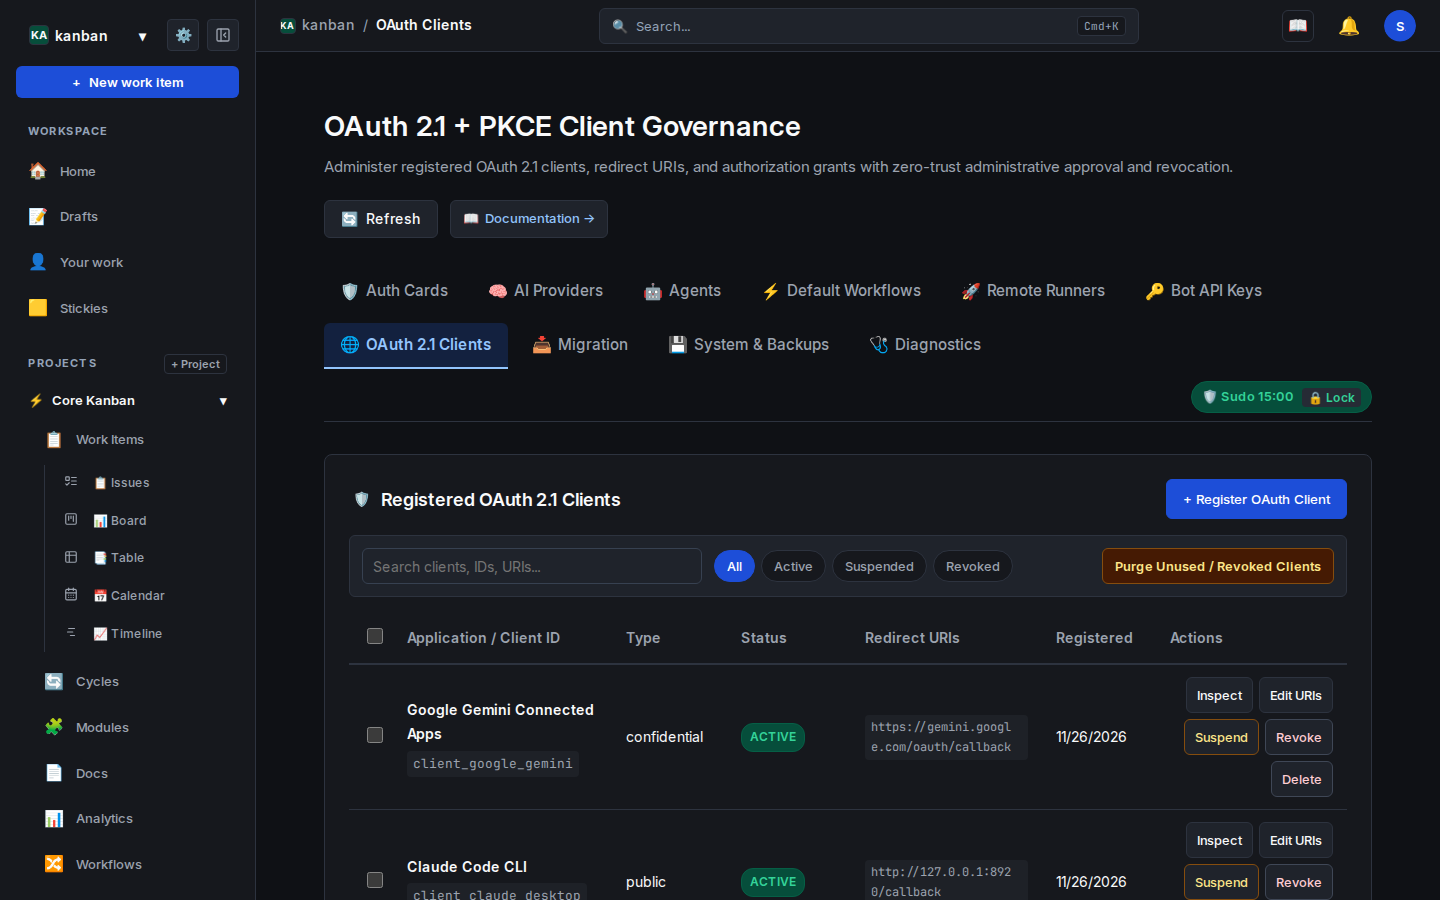 KA kanban ▾
+ New work item
WORKSPACE
Home
Drafts
Your work
Stickies
PROJECTS
+ Project
Core Kanban ▾
Work Items
Issues
Board
Table
Calendar
Timeline
Cycles
Modules
Docs
Analytics
Workflows
KA kanban / OAuth Clients
Search...
Cmd+K
S
OAuth 2.1 + PKCE Client Governance
Administer registered OAuth 2.1 clients, redirect URIs, and authorization grants with zero-trust administrative approval and revocation.
Refresh
Documentation →
Auth Cards
AI Providers
Agents
Default Workflows
Remote Runners
Bot API Keys
OAuth 2.1 Clients
Migration
System & Backups
Diagnostics
Sudo 15:00
Lock
Registered OAuth 2.1 Clients
+ Register OAuth Client
Search clients, IDs, URIs...
All
Active
Suspended
Revoked
Purge Unused / Revoked Clients
Application / Client ID
Type
Status
Redirect URIs
Registered
Actions
Google Gemini Connected
Apps
client_google_gemini
confidential
ACTIVE
https://gemini.googl
e.com/oauth/callback
11/26/2026
Inspect
Edit URIs
Suspend
Revoke
Delete
Claude Code CLI
client_claude_desktop
public
ACTIVE
http://127.0.0.1:892
0/callback
11/26/2026
Inspect
Edit URIs
Suspend
Revoke